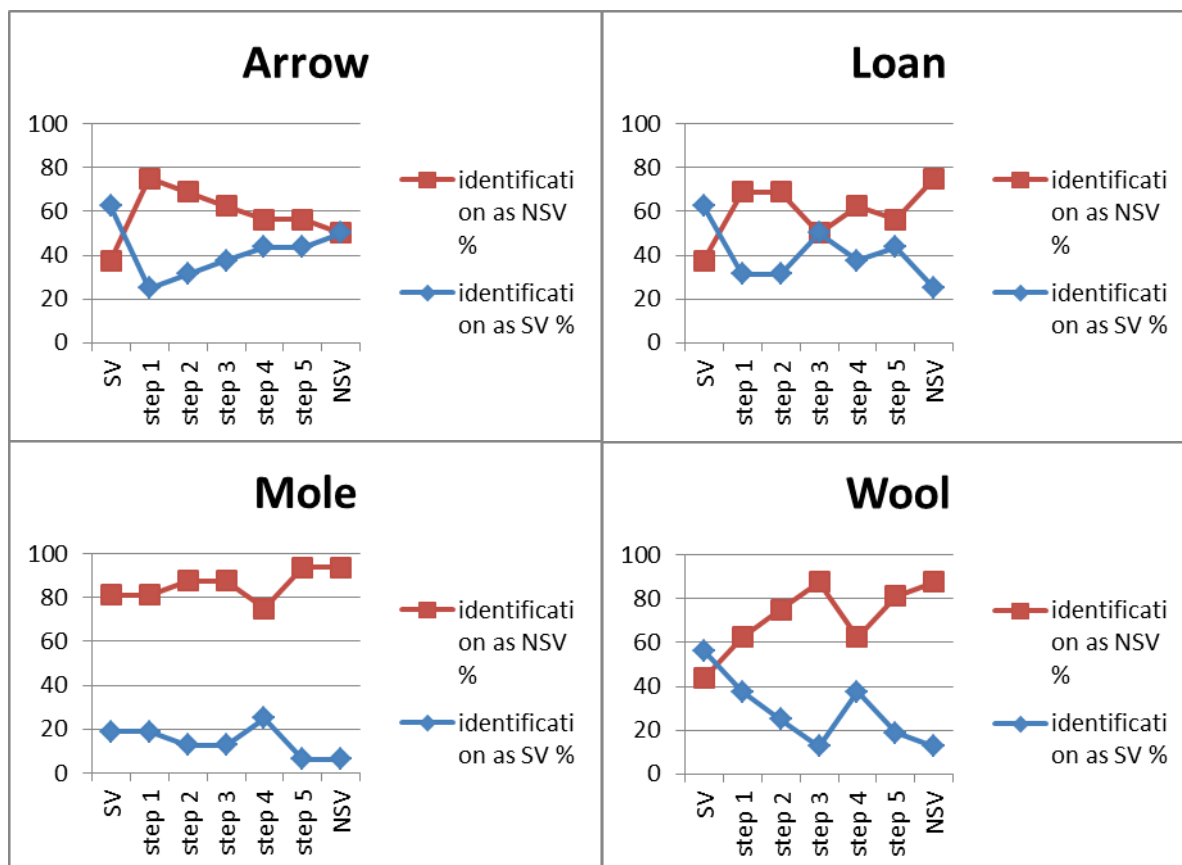 Arrow
100
80
60
40
20
0
SV
step 1
step 2
step 3
step 4
step 5
NSV
identificati
on as NSV
%
identificati
on as SV %
Loan
100
80
60
40
20
0
SV
step 1
step 2
step 3
step 4
step 5
NSV
identificati
on as NSV
%
identificati
on as SV %
Mole
100
80
60
40
20
0
SV
step 1
step 2
step 3
step 4
step 5
NSV
identificati
on as NSV
%
identificati
on as SV %
Wool
100
80
60
40
20
0
SV
step 1
step 2
step 3
step 4
step 5
NSV
identificati
on as NSV
%
identificati
on as SV %